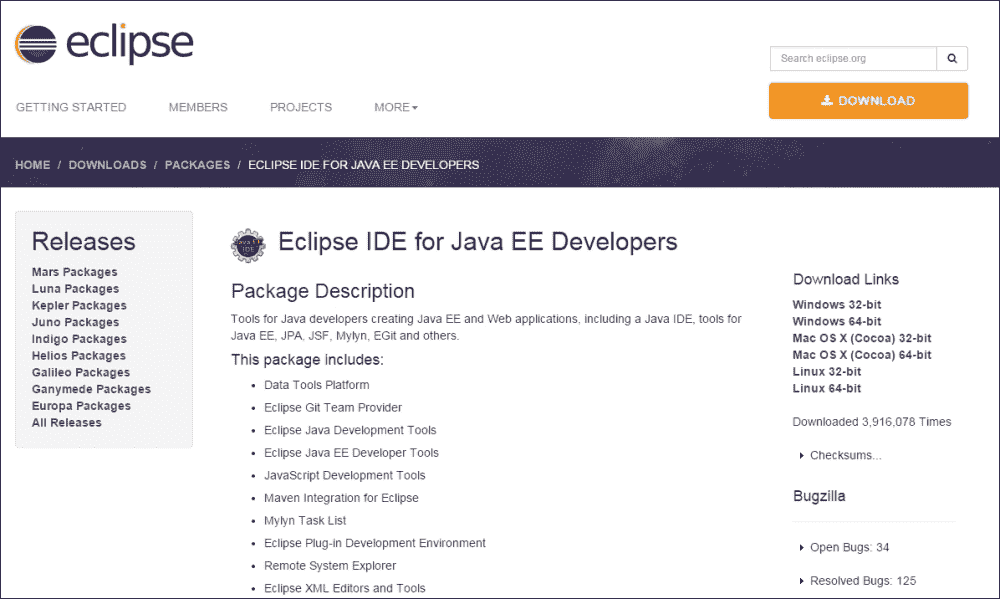 eclipse
Search eclipse.org
DOWNLOAD
GETTING STARTED MEMBERS PROJECTS MORE
HOME / DOWNLOADS / PACKAGES / ECLIPSE IDE FOR JAVA EE DEVELOPERS
Releases
Mars Packages
Luna Packages
Kepler Packages
Juno Packages
Indigo Packages
Helios Packages
Galileo Packages
Ganymede Packages
Europa Packages
All Releases
Java EE
IDE
Eclipse IDE for Java EE Developers
Package Description
Tools for Java developers creating Java EE and Web applications, including a Java IDE, tools for
Java EE, JPA, JSF, Mylyn, EGit and others.
This package includes:
Data Tools Platform
Eclipse Git Team Provider
Eclipse Java Development Tools
Eclipse Java EE Developer Tools
JavaScript Development Tools
Maven Integration for Eclipse
Mylyn Task List
Eclipse Plug-in Development Environment
Remote System Explorer
Eclipse XML Editors and Tools
Download Links
Windows 32-bit
Windows 64-bit
Mac OS X (Cocoa) 32-bit
Mac OS X (Cocoa) 64-bit
Linux 32-bit
Linux 64-bit
Downloaded 3,916,078 Times
Checksums...
Bugzilla
Open Bugs: 34
Resolved Bugs: 125